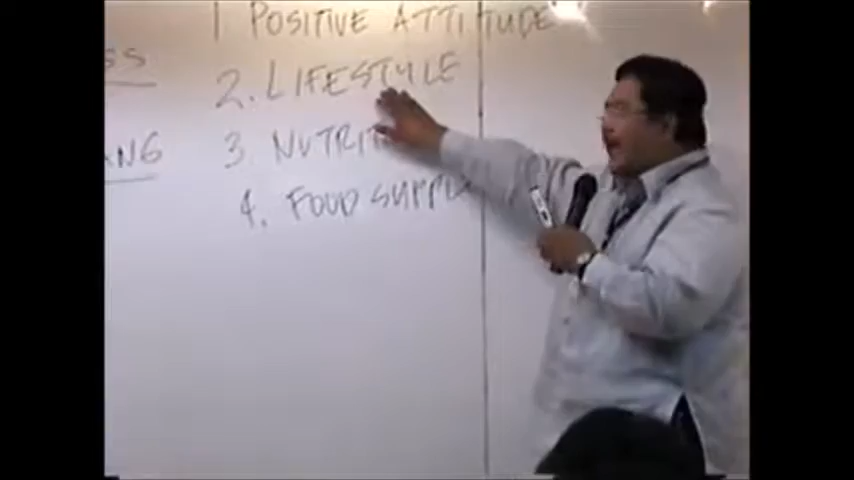 1 POSITIVE ATTITUDE
2. LIFESTYLE
3 NUTRI
4. FOOD SUPPL
SS
NG